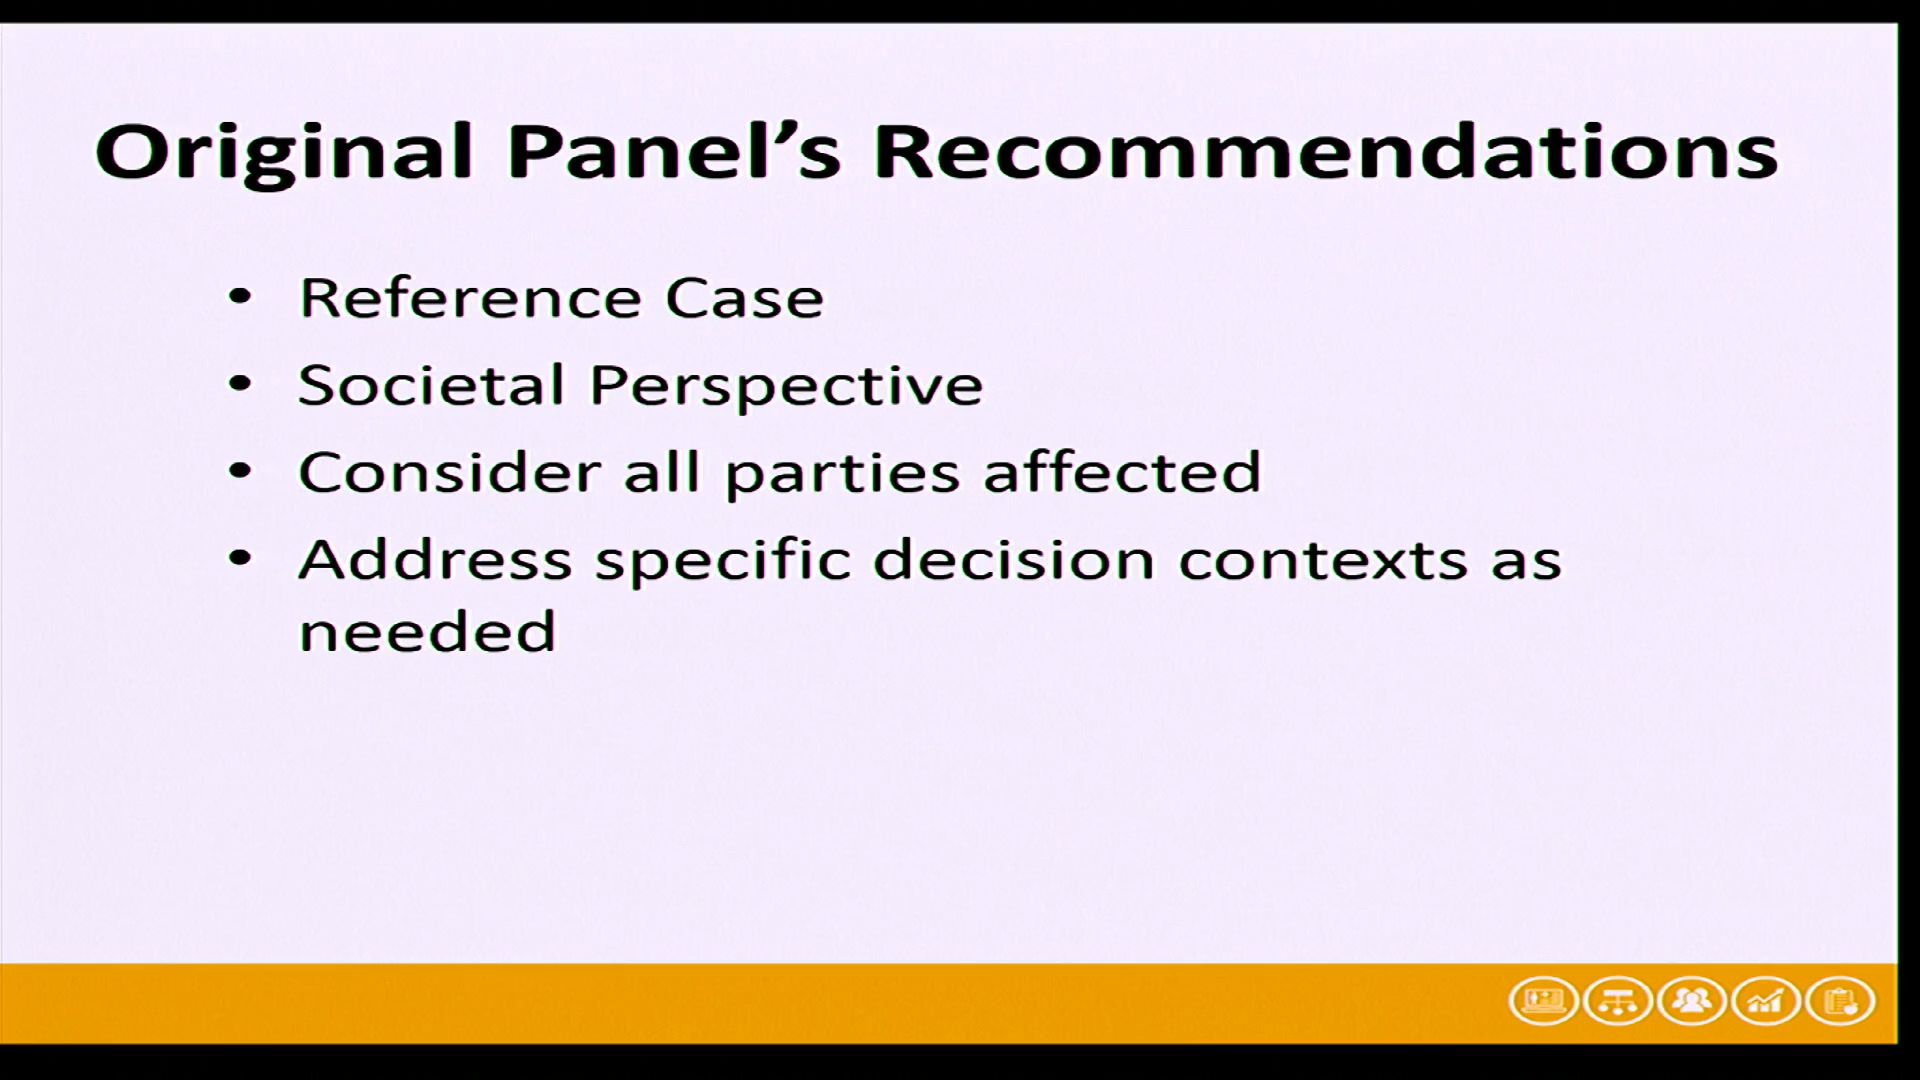 Original Panel’s Recommendations
• Reference Case
• Societal Perspective
• Consider all parties affected
• Address specific decision contexts as
needed